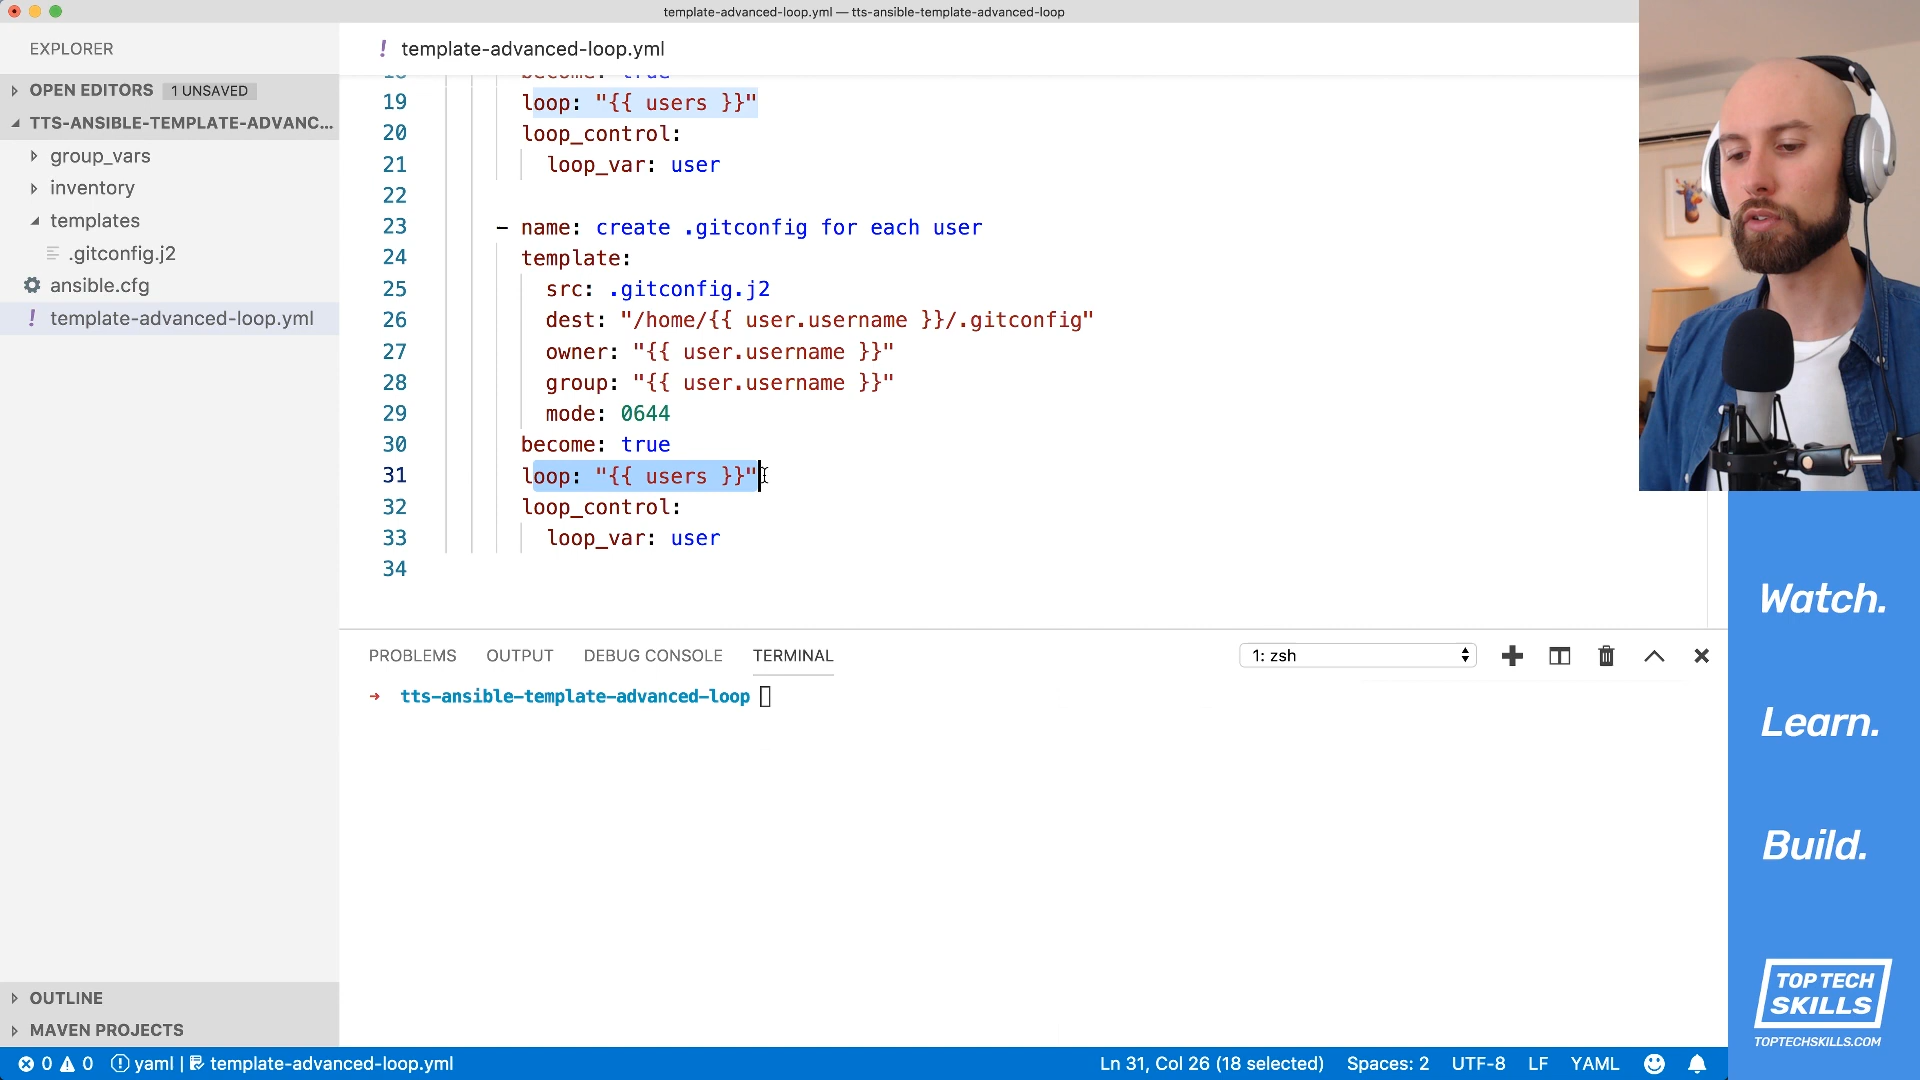 template-advanced-loop.yml — tts-ansible-template-advanced-loop
EXPLORER
OPEN EDITORS 1 UNSAVED
TTS-ANSIBLE-TEMPLATE-ADVANC...
group_vars
inventory
templates
.gitconfig.j2
ansible.cfg
! template-advanced-loop.yml
! template-advanced-loop.yml
18 become: true
19 loop: "{{ users }}"
20 loop_control:
21 loop_var: user
22
23 - name: create .gitconfig for each user
24 template:
25 src: .gitconfig.j2
26 dest: "/home/{{ user.username }}/.gitconfig"
27 owner: "{{ user.username }}"
28 group: "{{ user.username }}"
29 mode: 0644
30 become: true
31 loop: "{{ users }}"
32 loop_control:
33 loop_var: user
34
PROBLEMS OUTPUT DEBUG CONSOLE TERMINAL 1: zsh
→ tts-ansible-template-advanced-loop
OUTLINE
MAVEN PROJECTS
0 0 yaml | template-advanced-loop.yml Ln 31, Col 26 (18 selected) Spaces: 2 UTF-8 LF YAML
Watch.
Learn.
Build.
TOP TECH
SKILLS
TOPTECHSKILLS.COM